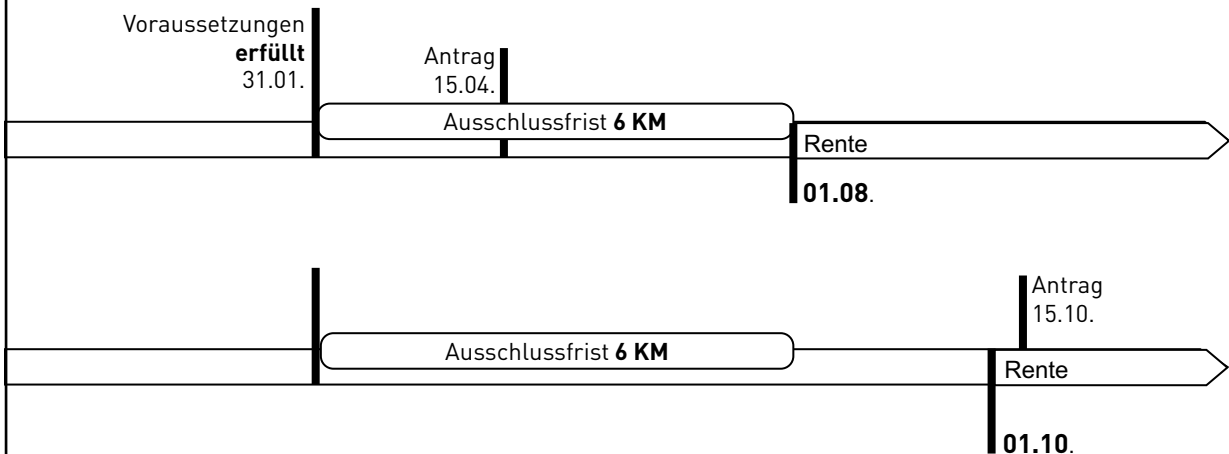 Voraussetzungen
erfüllt
31.01.
Antrag
15.04.
Ausschlussfrist 6 KM
Rente
01.08.
Antrag
15.10.
Ausschlussfrist 6 KM
Rente
01.10.